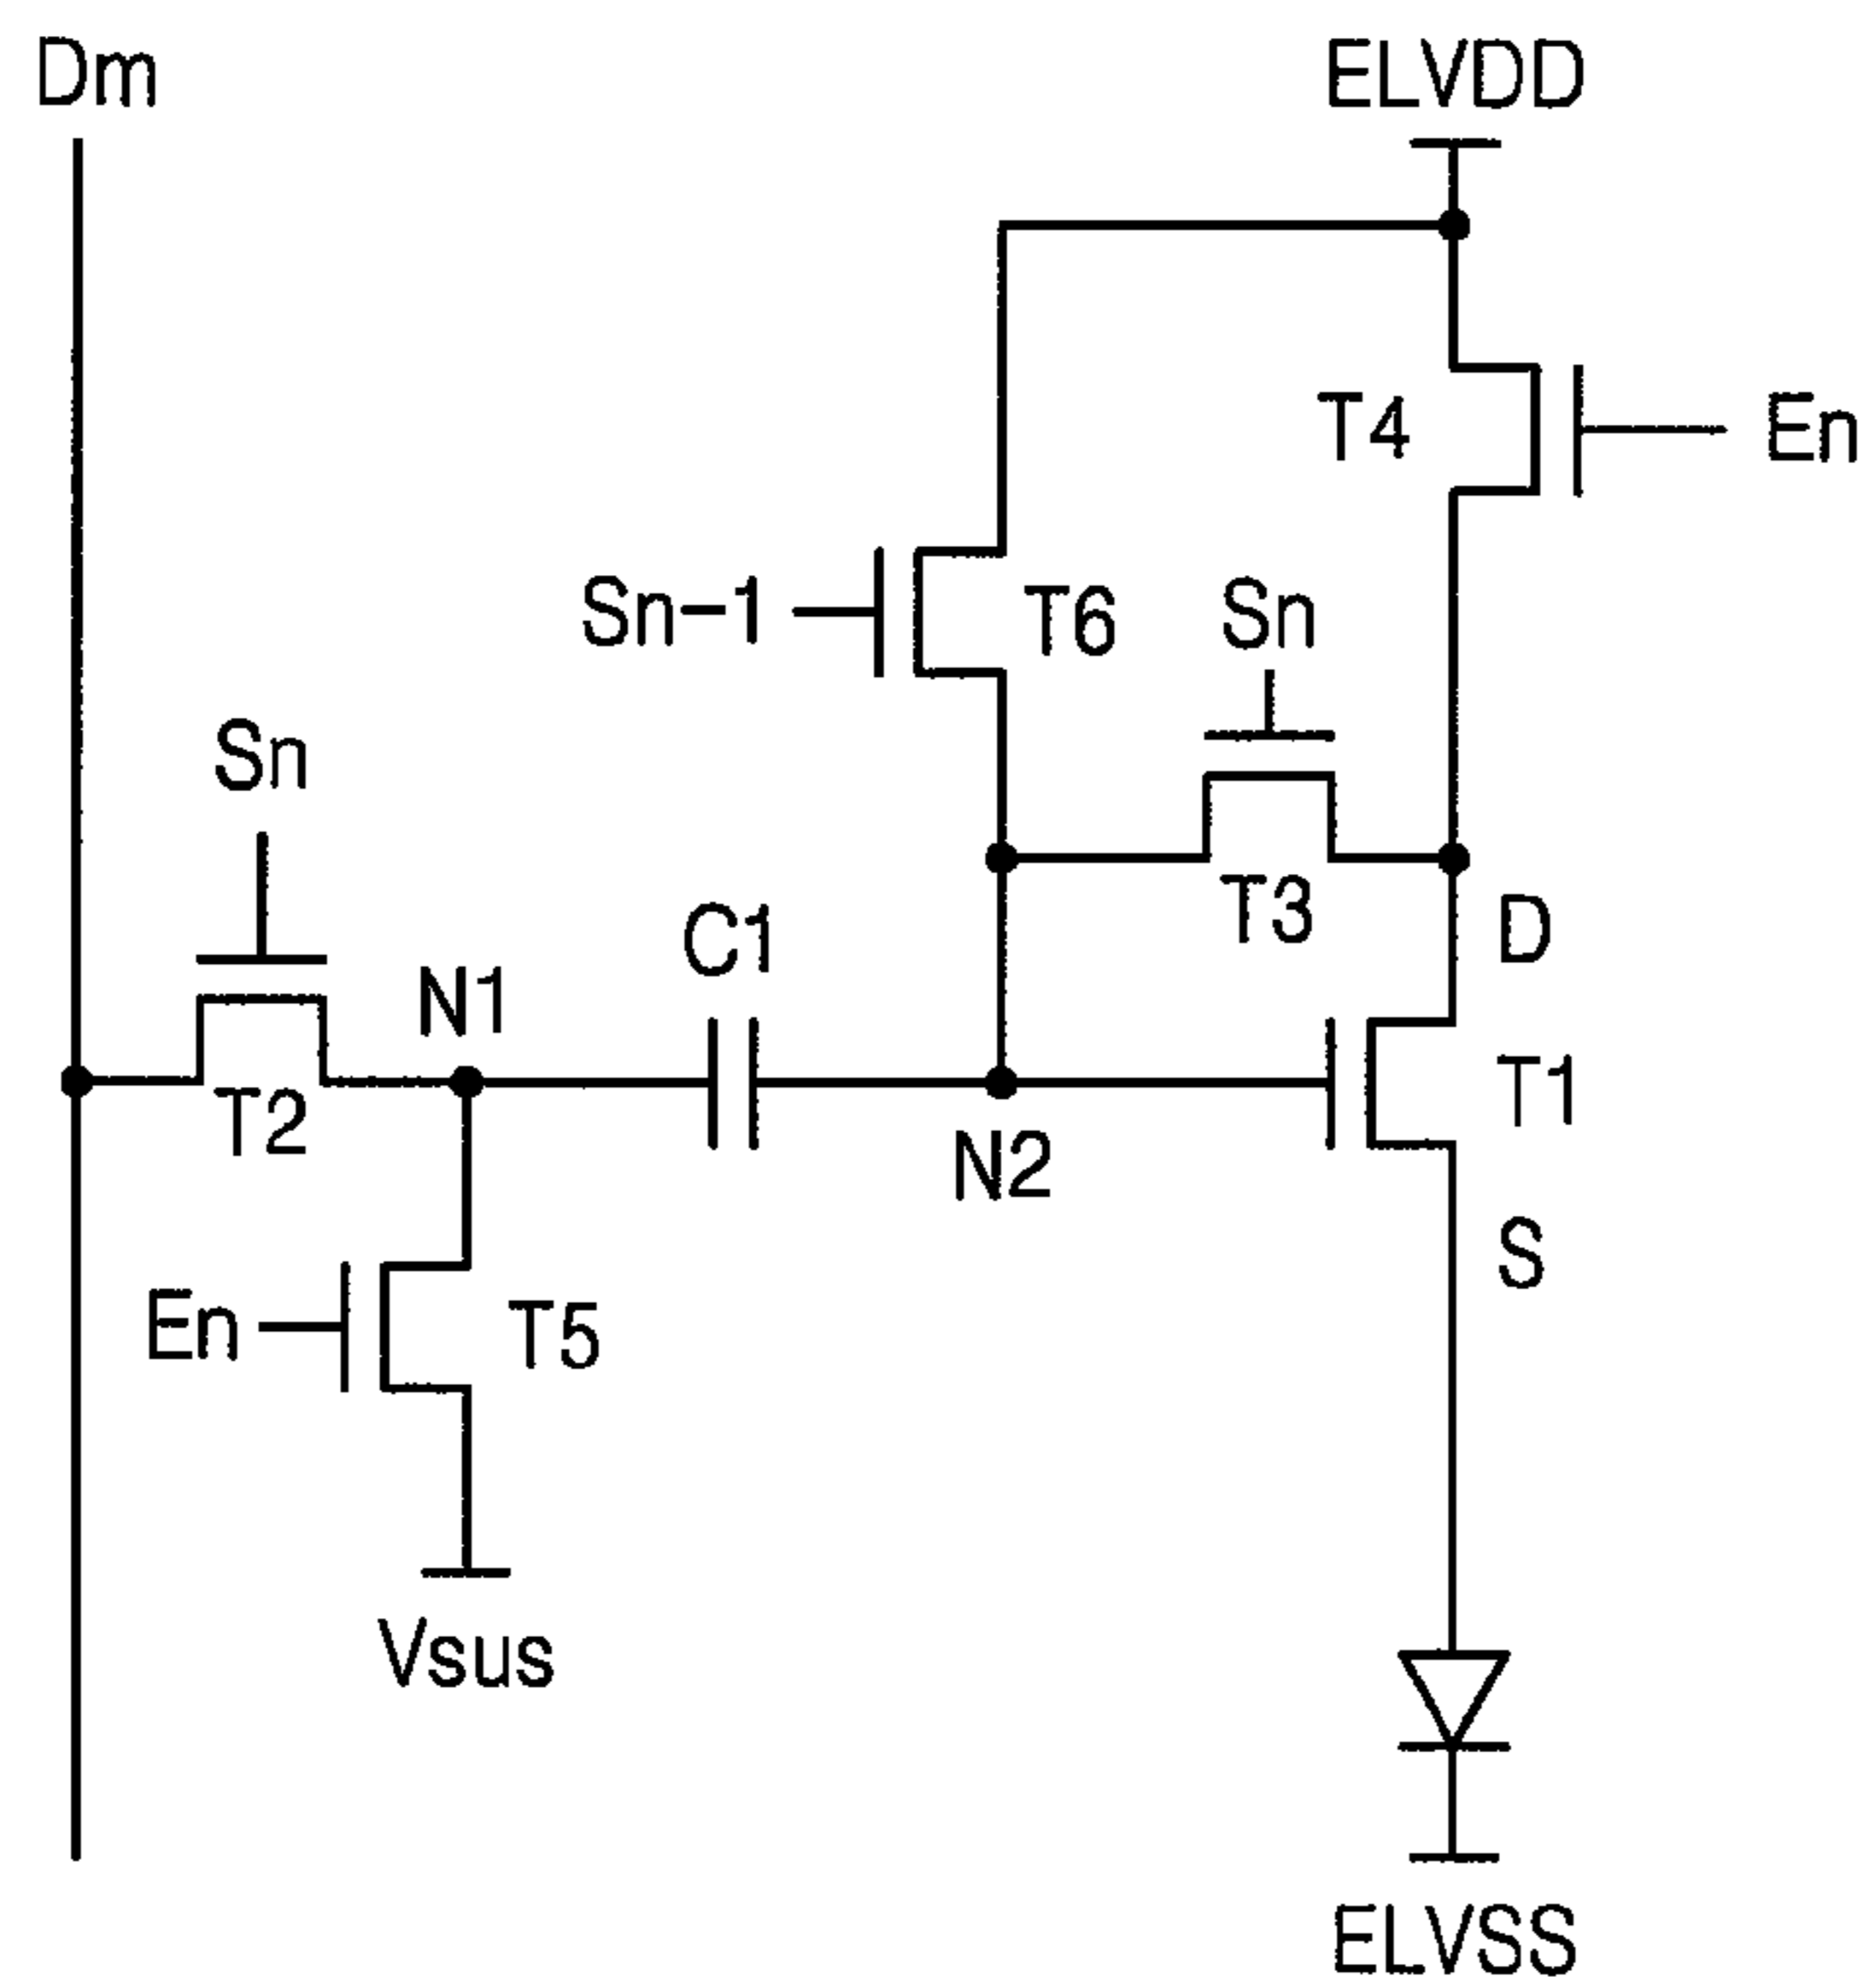 Dm
ELVDD
T4
En
Sn-1
T6
Sn
Sn
C1
T3
D
N1
T2
T1
N2
S
En
T5
Vsus
ELVSS